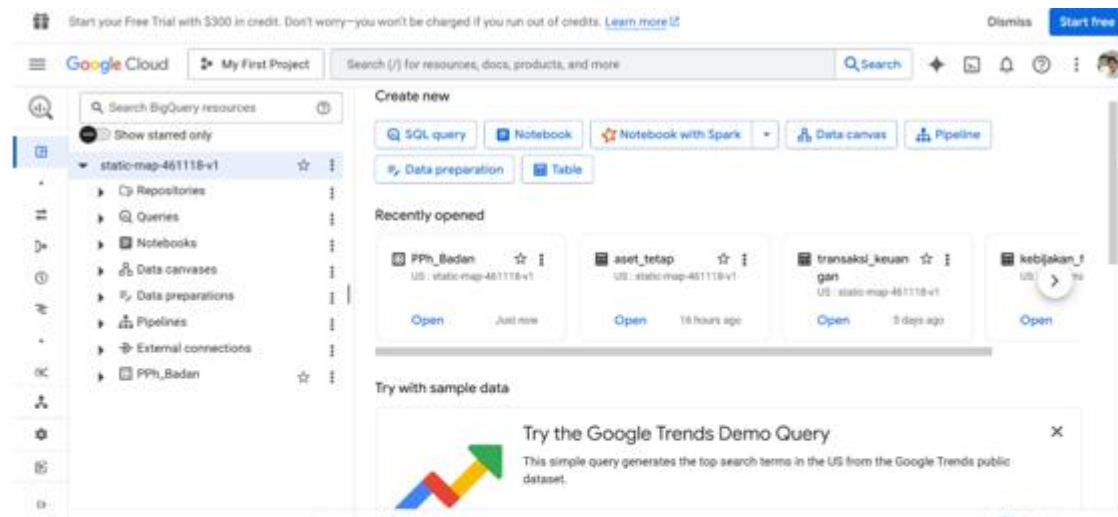 Start your Free Trial with $300 in credit. Don't worry—you won't be charged if you run out of credits. Learn more
Dismiss
Start free
Google Cloud
My First Project
Search (/) for resources, docs, products, and more
Search
Search BigQuery resources
Show starred only
static-map-461118-v1
Repositories
Queries
Notebooks
Data canvases
Data preparations
Pipelines
External connections
PPh_Badan
Create new
SQL query
Notebook
Notebook with Spark
Data canvas
Pipeline
Data preparation
Table
Recently opened
PPh_Badan
US : static-map-461118-v1
Open
Just now
aset_tetap
US : static-map-461118-v1
Open
16 hours ago
transaksi_keuan
gan
US : static-map-461118-v1
Open
kebijakan_f
Open
Try with sample data
Try the Google Trends Demo Query
This simple query generates the top search terms in the US from the Google Trends public
dataset.